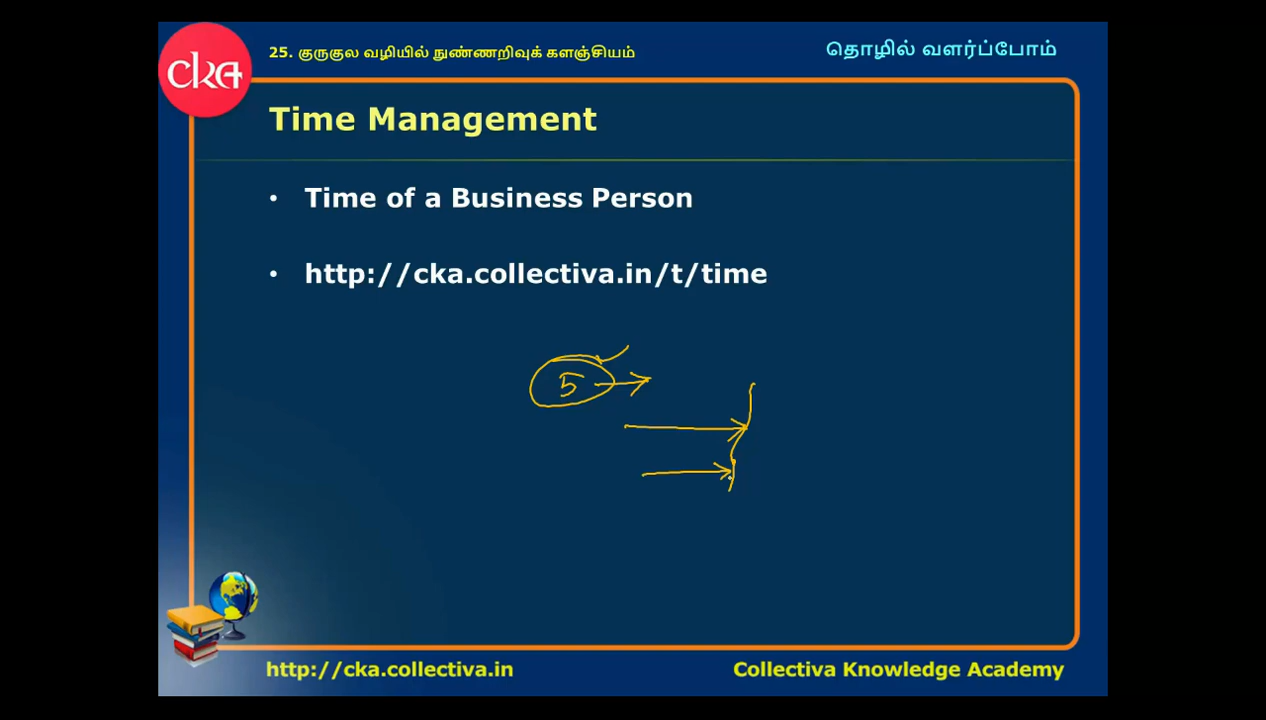 cka
25. குருகுல வழியில் நுண்ணறிவுக் களஞ்சியம்
தொழில் வளர்ப்போம்
Time Management
• Time of a Business Person
• http://cka.collectiva.in/t/time
5
http://cka.collectiva.in
Collectiva Knowledge Academy